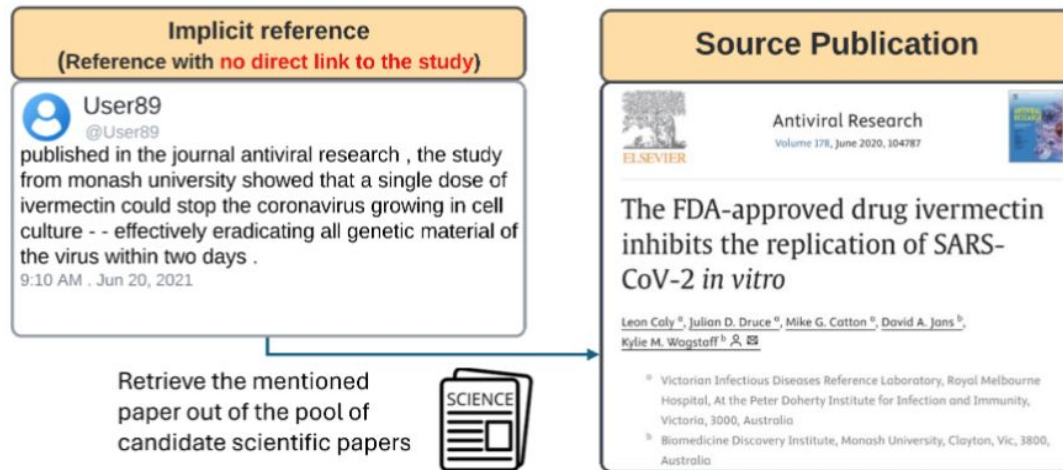 Implicit reference
(Reference with no direct link to the study)
User89
@User89
published in the journal antiviral research , the study
from monash university showed that a single dose of
ivermectin could stop the coronavirus growing in cell
culture - - effectively eradicating all genetic material of
the virus within two days .
9:10 AM . Jun 20, 2021
Retrieve the mentioned
paper out of the pool of
candidate scientific papers
SCIENCE
Source Publication
ELSEVIER
Antiviral Research
Volume 178, June 2020, 104787
The FDA-approved drug ivermectin
inhibits the replication of SARS-
CoV-2 in vitro
Leon Caly a, Julian D. Druce a, Mike G. Catton a, David A. Jans b,
Kylie M. Wagstaff b
a Victorian Infectious Diseases Reference Laboratory, Royal Melbourne
Hospital, At the Peter Doherty Institute for Infection and Immunity,
Victoria, 3000, Australia
b Biomedicine Discovery Institute, Monash University, Clayton, Vic, 3800,
Australia